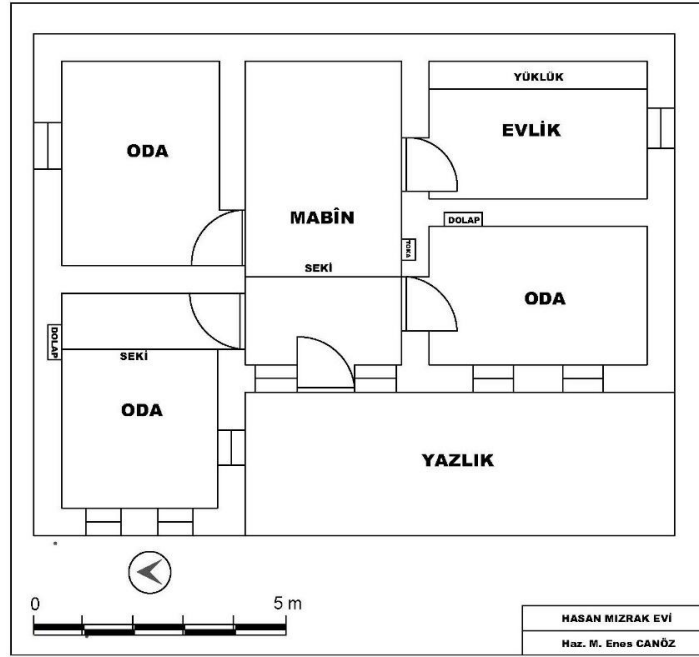 YÜKLÜK
EVLİK
ODA
MABÎN
DOLAP
TOKA
SEKİ
ODA
DOLAP
SEKİ
ODA
YAZLIK
0
5 m
HASAN MIZRAK EVİ
Haz. M. Enes CANÖZ